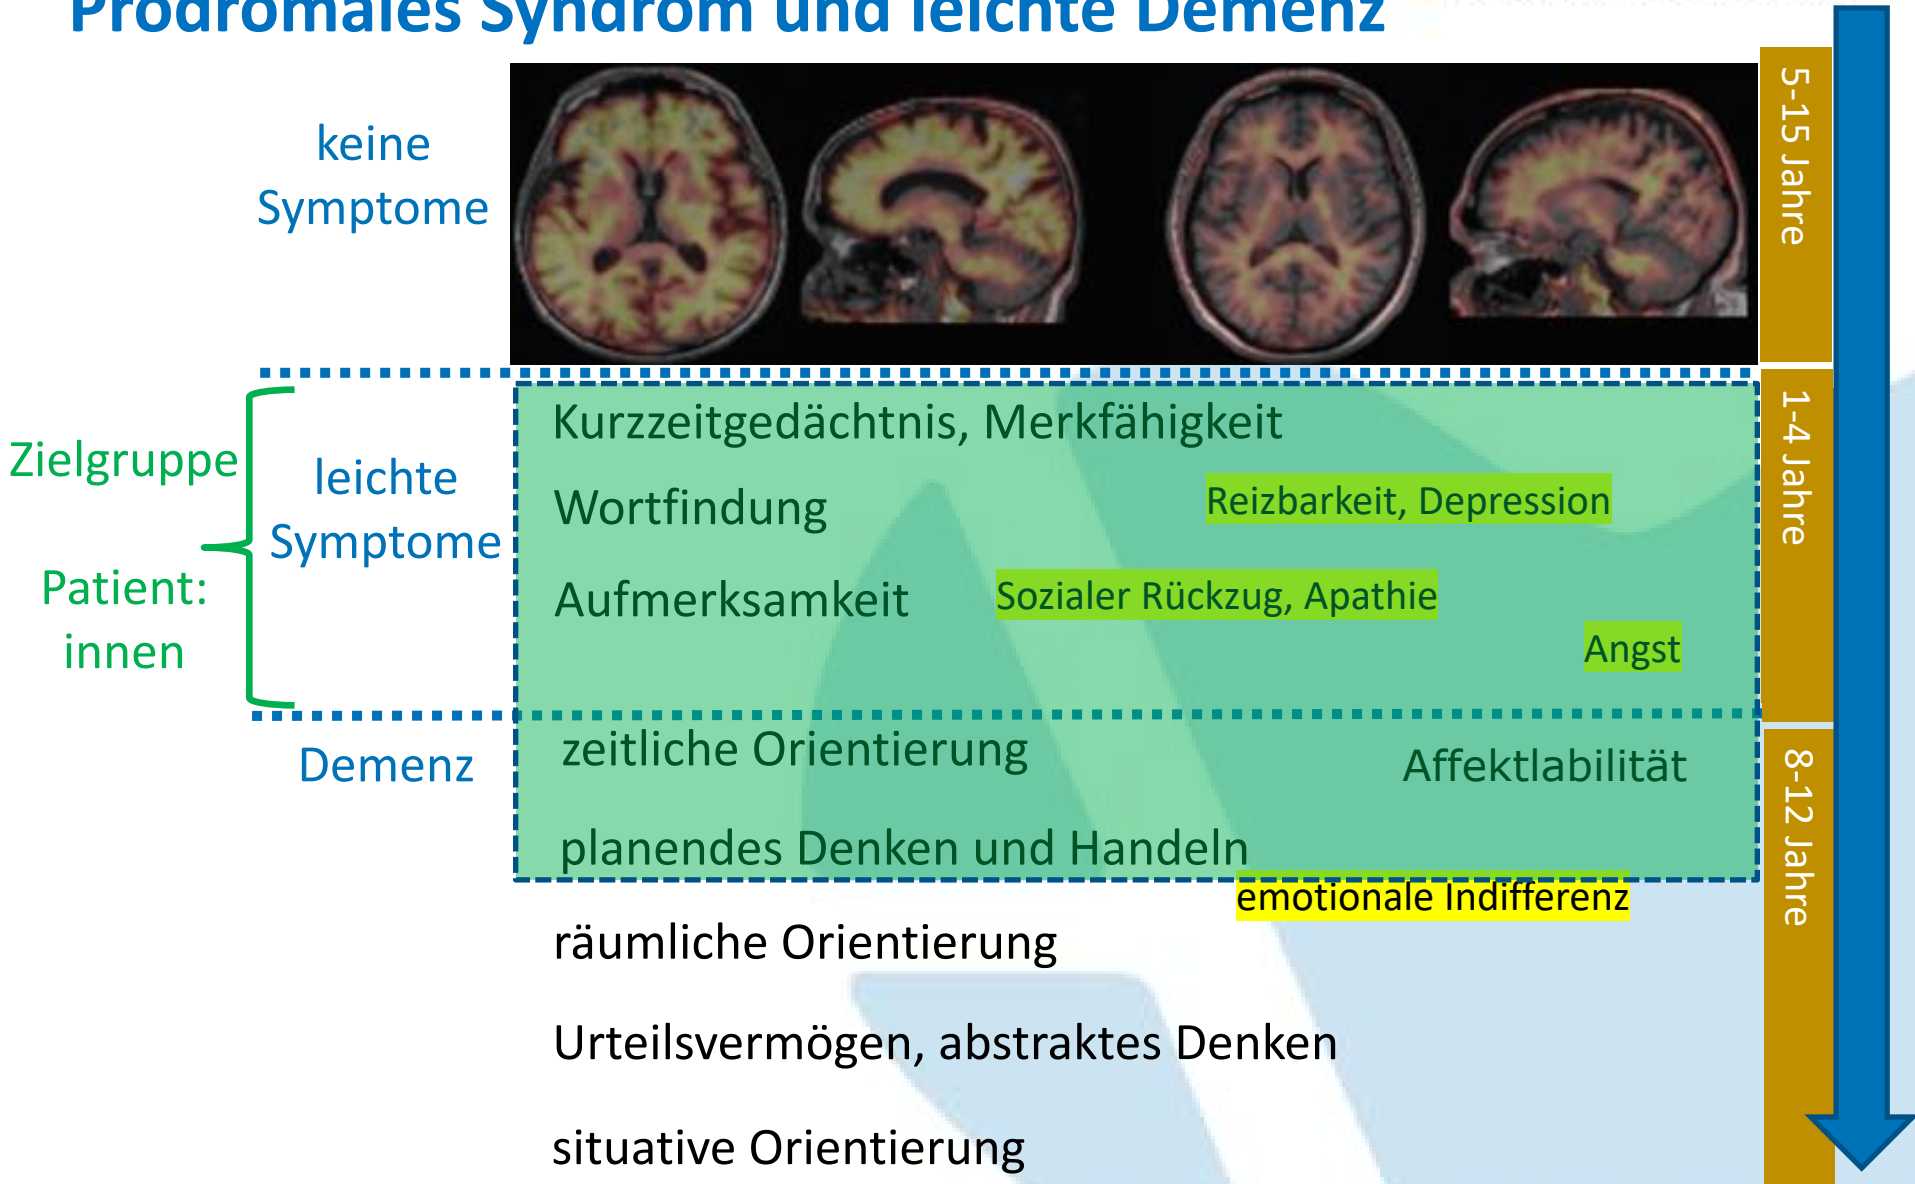 Prodromales Syndrom und leichte Demenz
keine
Symptome
5-15 Jahre
Zielgruppe
Patient:
innen
leichte
Symptome
Kurzzeitgedächtnis, Merkfähigkeit
Wortfindung
Reizbarkeit, Depression
Aufmerksamkeit
Sozialer Rückzug, Apathie
Angst
1-4 Jahre
Demenz
zeitliche Orientierung
Affektlabilität
planendes Denken und Handeln
emotionale Indifferenz
räumliche Orientierung
Urteilsvermögen, abstraktes Denken
situative Orientierung
8-12 Jahre